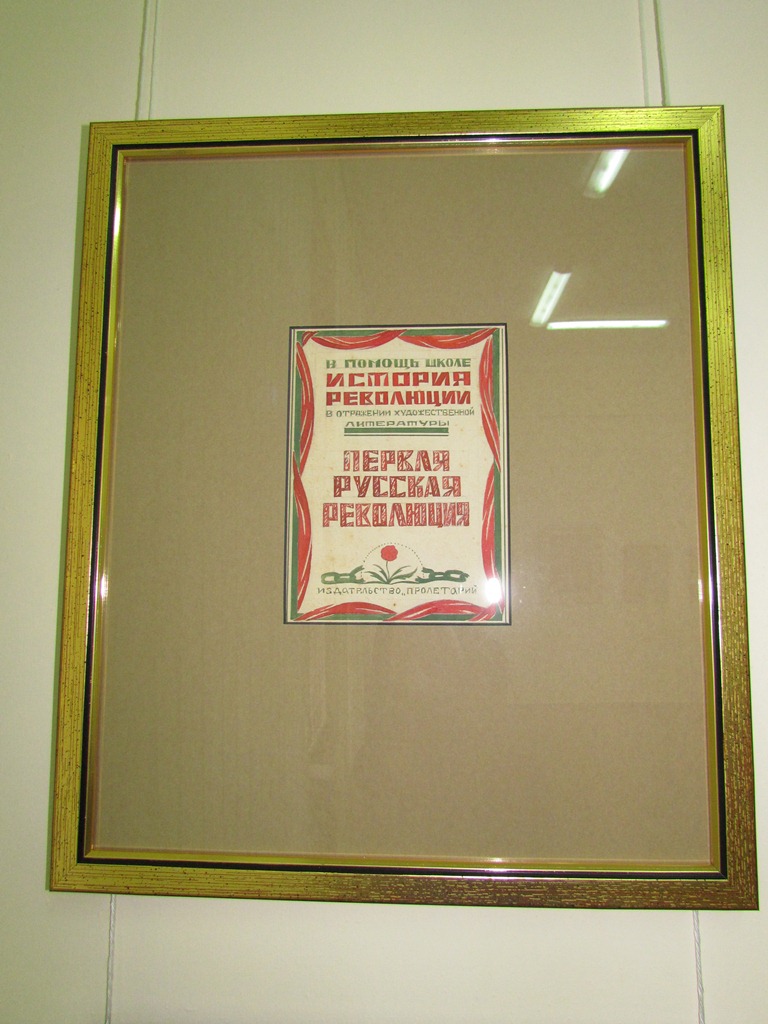 В ПОМОЩЬ ШКОЛЕ
ИСТОРИЯ
РЕВОЛЮЦИИ
В ОТРАЖЕНИИ ХУДОЖЕСТВЕННОЙ
ЛИТЕРАТУРЫ
ПЕРВАЯ
РУССКАЯ
РЕВОЛЮЦИЯ
ИЗДАТЕЛЬСТВО „ПРОЛЕТАРИЙ